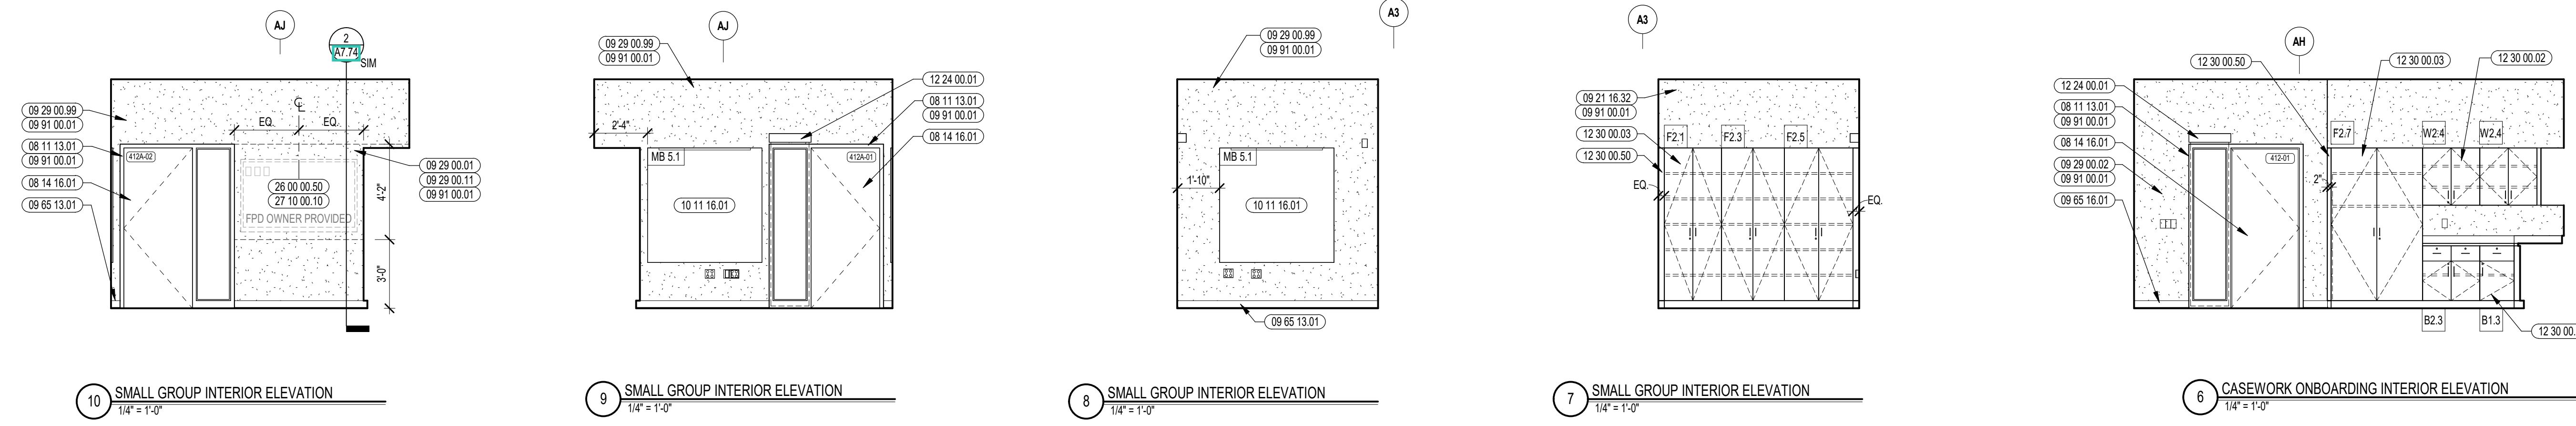 AJ
2
A7.74
SIM
09 29 00.99
09 91 00.01
08 11 13.01
09 91 00.01
08 14 16.01
09 65 13.01
CL
EQ.
EQ.
412A-02
26 00 00.50
27 10 00.10
FPD OWNER PROVIDED
09 29 00.01
09 29 00.11
09 91 00.01
4'-2"
3'-0"
10
SMALL GROUP INTERIOR ELEVATION
1/4" = 1'-0"
AJ
09 29 00.99
09 91 00.01
12 24 00.01
08 11 13.01
09 91 00.01
08 14 16.01
2'-4"
MB 5.1
412A-01
10 11 16.01
9
SMALL GROUP INTERIOR ELEVATION
1/4" = 1'-0"
A3
09 29 00.99
09 91 00.01
MB 5.1
1'-10"
10 11 16.01
09 65 13.01
8
SMALL GROUP INTERIOR ELEVATION
1/4" = 1'-0"
A3
09 21 16.32
09 91 00.01
12 30 00.03
12 30 00.50
F2.1
F2.3
F2.5
EQ.
EQ.
7
SMALL GROUP INTERIOR ELEVATION
1/4" = 1'-0"
AH
12 30 00.50
12 30 00.03
12 30 00.02
12 24 00.01
08 11 13.01
09 91 00.01
08 14 16.01
09 29 00.02
09 91 00.01
09 65 16.01
F2.7
W2.4
W2.4
412-01
2"
B2.3
B1.3
12 30 00.
6
CASEWORK ONBOARDING INTERIOR ELEVATION
1/4" = 1'-0"